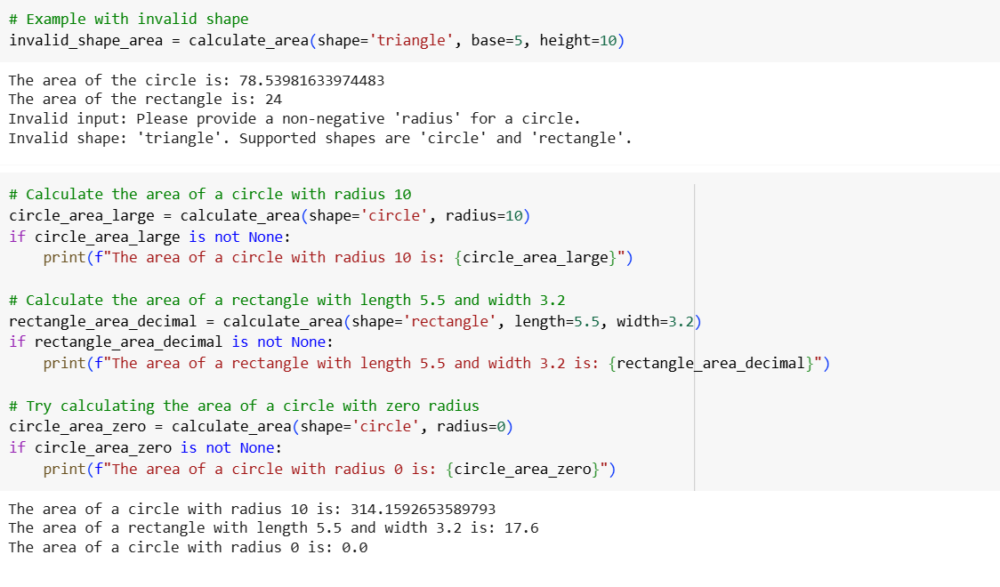 # Example with invalid shape
invalid_shape_area = calculate_area(shape='triangle', base=5, height=10)
The area of the circle is: 78.53981633974483
The area of the rectangle is: 24
Invalid input: Please provide a non-negative 'radius' for a circle.
Invalid shape: 'triangle'. Supported shapes are 'circle' and 'rectangle'.
# Calculate the area of a circle with radius 10
circle_area_large = calculate_area(shape='circle', radius=10)
if circle_area_large is not None:
    print(f"The area of a circle with radius 10 is: {circle_area_large}")
# Calculate the area of a rectangle with length 5.5 and width 3.2
rectangle_area_decimal = calculate_area(shape='rectangle', length=5.5, width=3.2)
if rectangle_area_decimal is not None:
    print(f"The area of a rectangle with length 5.5 and width 3.2 is: {rectangle_area_decimal}")
# Try calculating the area of a circle with zero radius
circle_area_zero = calculate_area(shape='circle', radius=0)
if circle_area_zero is not None:
    print(f"The area of a circle with radius 0 is: {circle_area_zero}")
The area of a circle with radius 10 is: 314.1592653589793
The area of a rectangle with length 5.5 and width 3.2 is: 17.6
The area of a circle with radius 0 is: 0.0